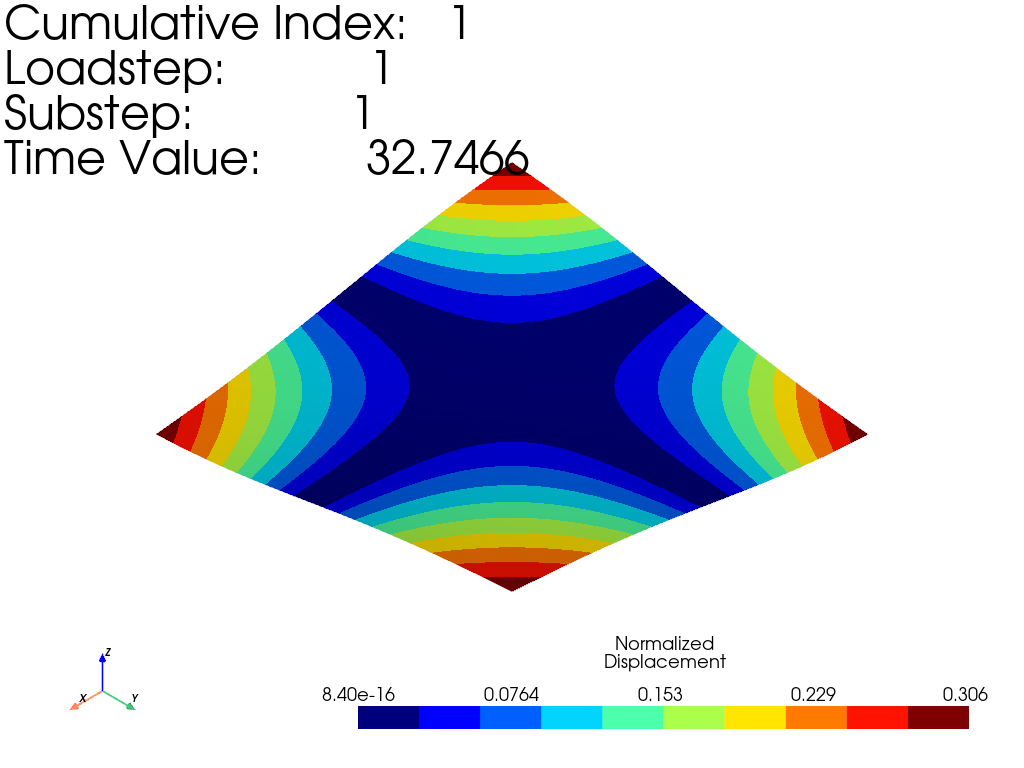 Cumulative Index: 1
Loadstep: 1
Substep: 1
Time Value: 32.7466
Z
X
Y
Normalized
Displacement
8.40e-16 0.0764 0.153 0.229 0.306